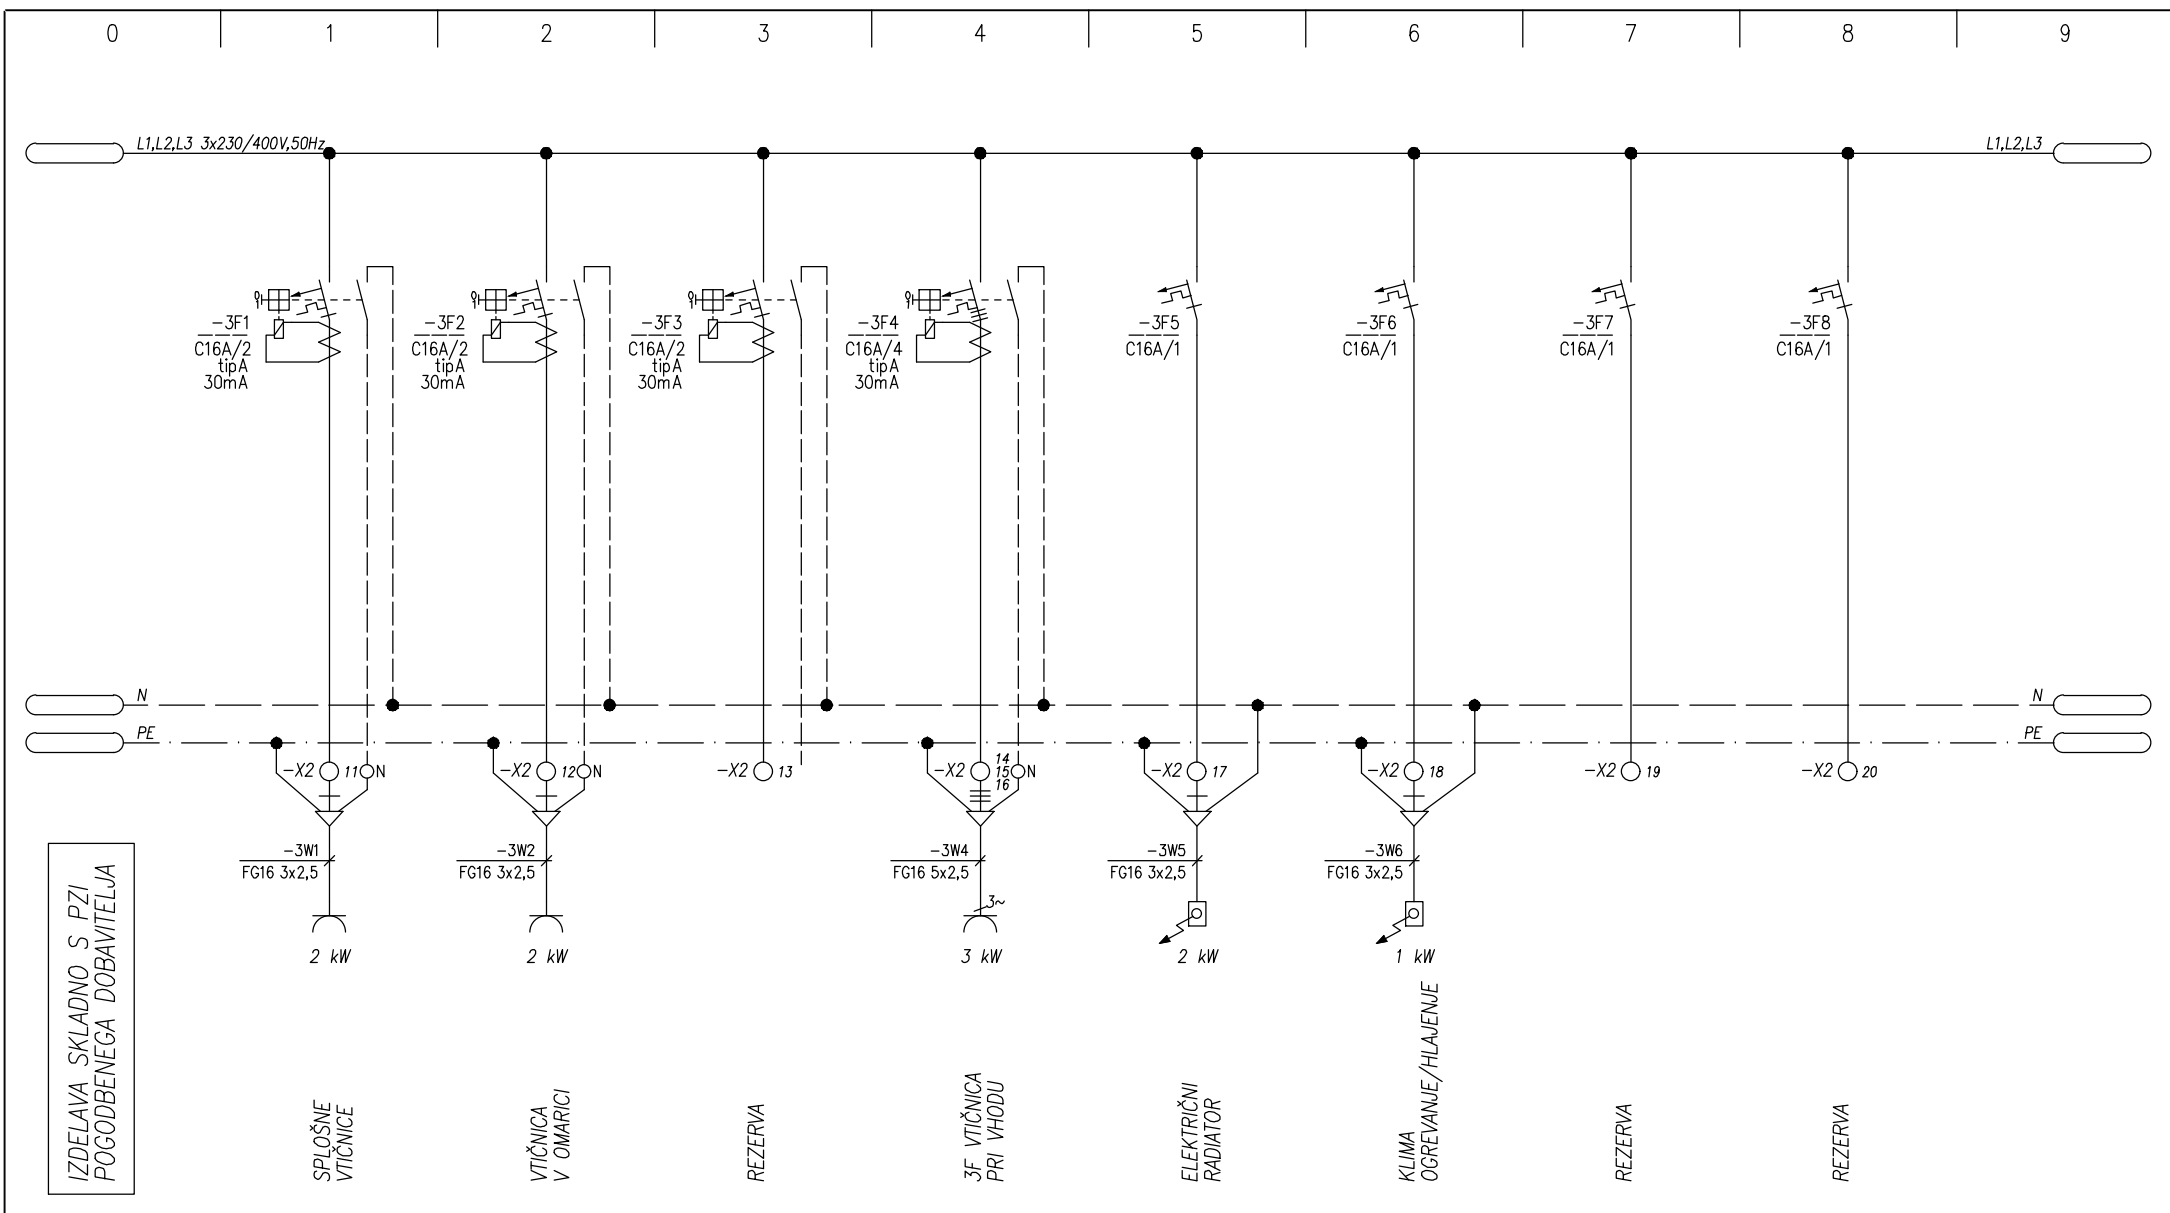 0 1 2 3 4 5 6 7 8 9
L1,L2,L3 3x230/400V,50Hz
L1,L2,L3
-3F1
C16A/2
tipA
30mA
-3F2
C16A/2
tipA
30mA
-3F3
C16A/2
tipA
30mA
-3F4
C16A/4
tipA
30mA
-3F5
C16A/1
-3F6
C16A/1
-3F7
C16A/1
-3F8
C16A/1
N
N
PE
PE
-X2 11 N
-X2 12 N
-X2 13
-X2 14 N
15
16
-X2 17
-X2 18
-X2 19
-X2 20
-3W1
FG16 3x2,5
-3W2
FG16 3x2,5
-3W4
FG16 5x2,5
-3W5
FG16 3x2,5
-3W6
FG16 3x2,5
3~
2 kW
2 kW
3 kW
2 kW
1 kW
IZDELAVA SKLADNO S PZI
POGODBENEGA DOBAVITELJA
SPLOŠNE
VTIČNICE
VTIČNICA
V OMARICI
REZERVA
3F VTIČNICA
PRI VHODU
ELEKTRIČNI
RADIATOR
KLIMA
OGREVANJE/HLAJENJE
REZERVA
REZERVA